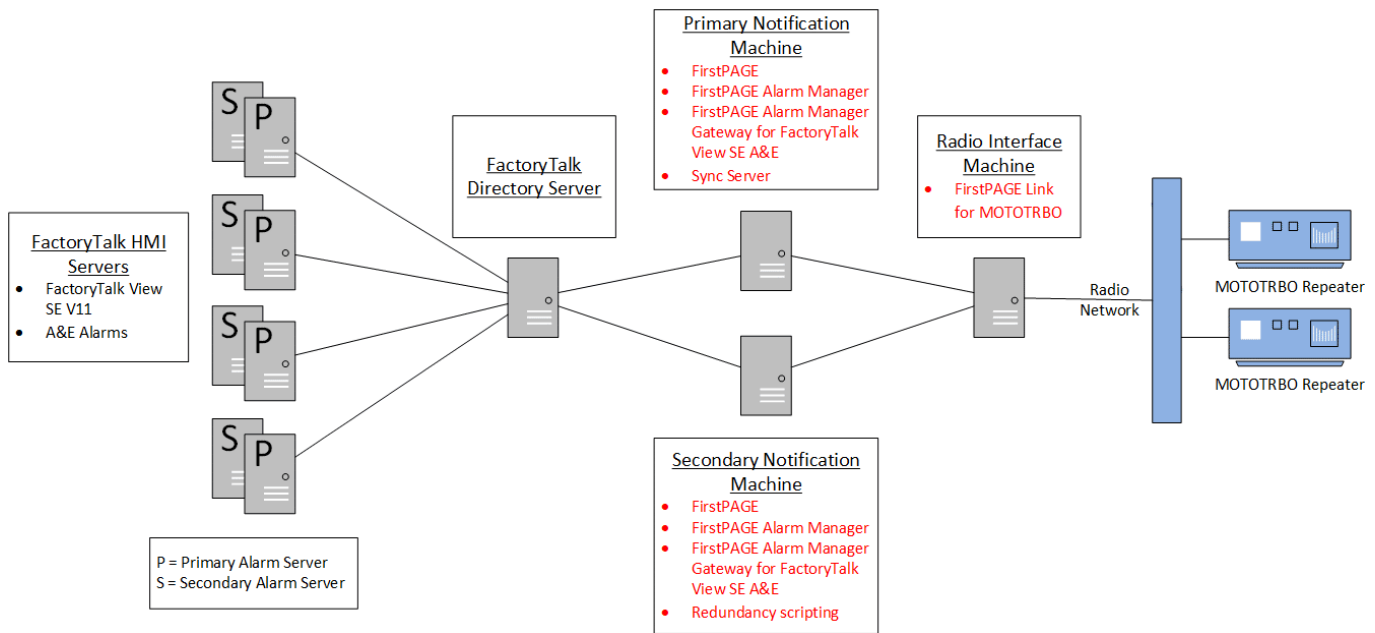 Primary Notification
Machine
• FirstPAGE
• FirstPAGE Alarm Manager
• FirstPAGE Alarm Manager
Gateway for FactoryTalk
View SE A&E
• Sync Server
S
P
FactoryTalk
Directory Server
Radio Interface
Machine
• FirstPAGE Link
for MOTOTRBO
S
P
FactoryTalk HMI
Servers
• FactoryTalk View
SE V11
• A&E Alarms
Radio
Network
MOTOTRBO Repeater
S
P
MOTOTRBO Repeater
S
P
Secondary Notification
Machine
• FirstPAGE
• FirstPAGE Alarm Manager
• FirstPAGE Alarm Manager
Gateway for FactoryTalk
View SE A&E
• Redundancy scripting
P = Primary Alarm Server
S = Secondary Alarm Server